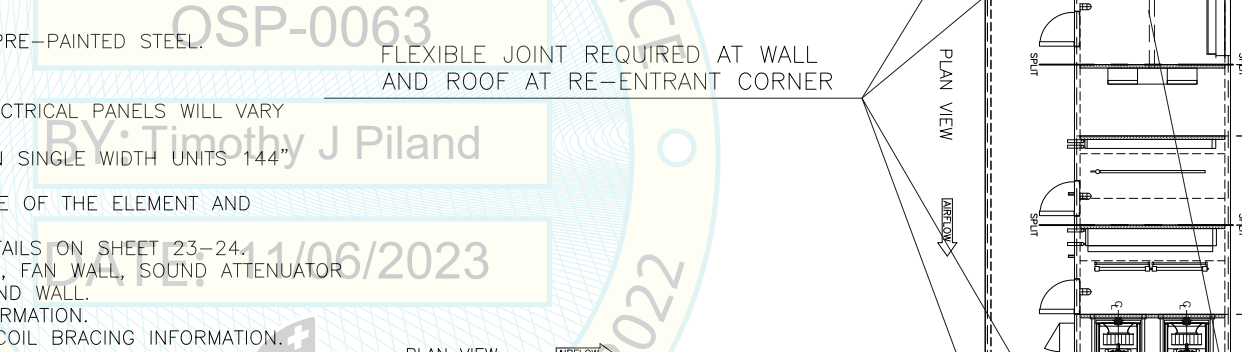 OSP-0063
PRE-PAINTED STEEL.
FLEXIBLE JOINT REQUIRED AT WALL
AND ROOF AT RE-ENTRANT CORNER
CTRICAL PANELS WILL VARY
BY: Timothy J Piland
SINGLE WIDTH UNITS 144”
E OF THE ELEMENT AND
TAILS ON SHEET 23-24.
DATE: 11/06/2023
, FAN WALL, SOUND ATTENUATOR
ND WALL.
RMATION.
COIL BRACING INFORMATION.
PLAN VIEW
AIRFLOW
PLAN VIEW
AIRFLOW
SPLIT
SPLIT
2022